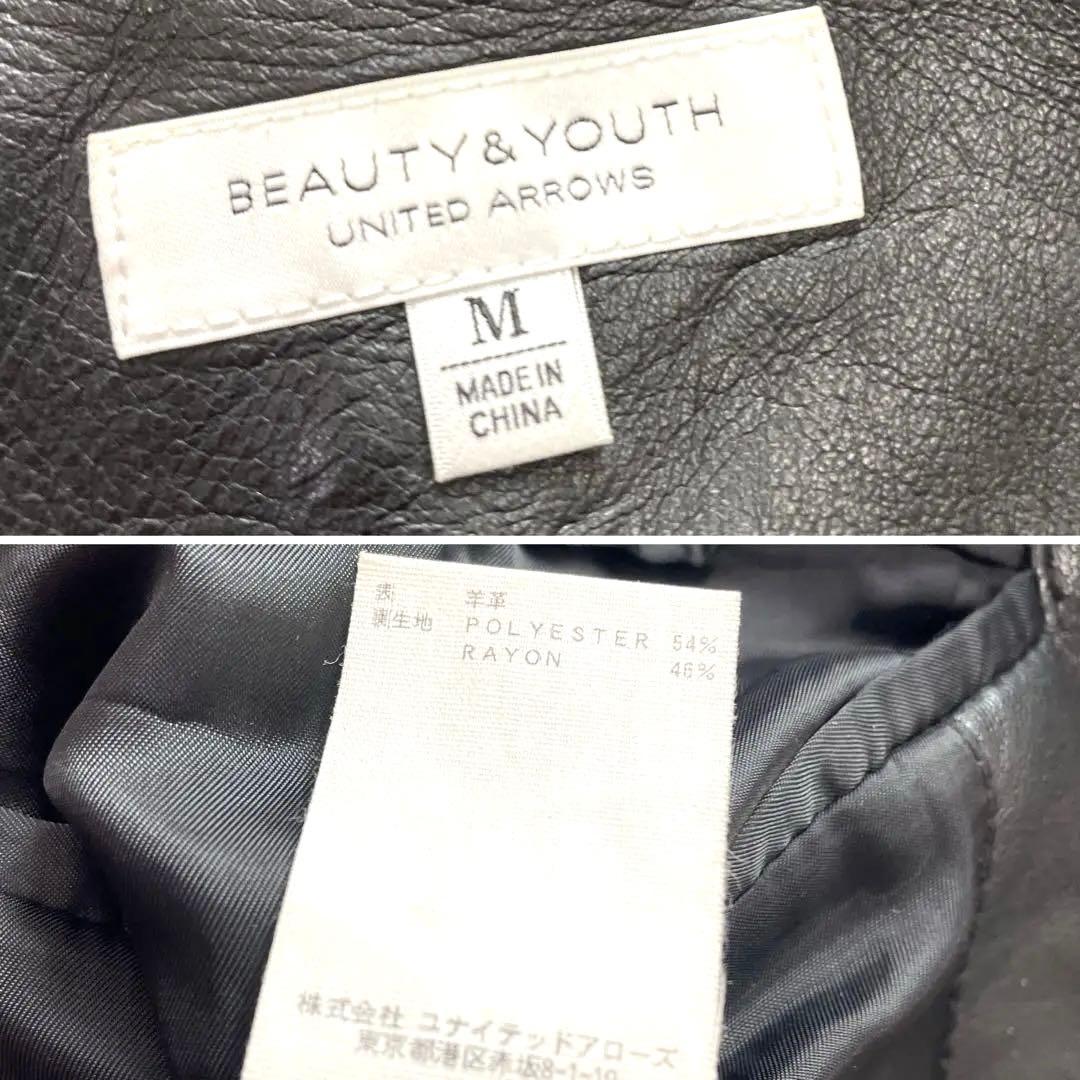 BEAUTY&YOUTH
UNITED ARROWS
M
MADE IN
CHINA
表 羊革
裏生地 POLYESTER 54%
RAYON 46%
株式会社 ユナイテッドアローズ
東京都港区赤坂8-1-19